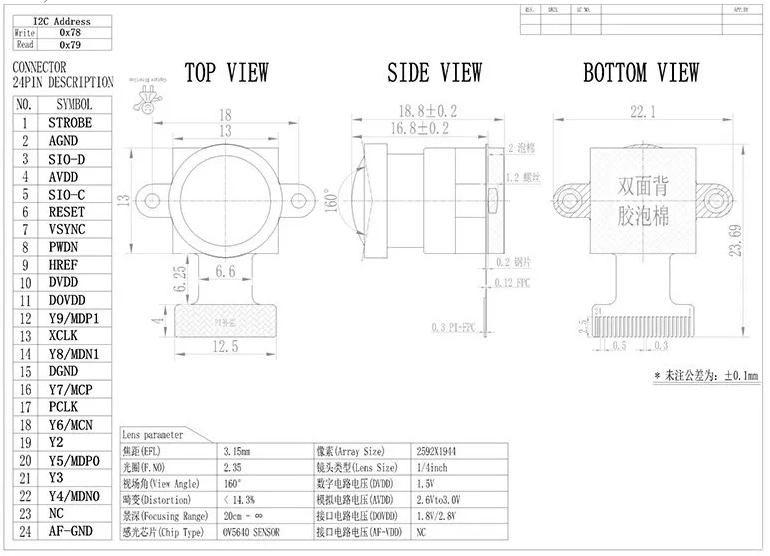 I2C Address
Write 0x78
Read 0x79
CONNECTOR
24PIN DESCRIPTION
NO. SYMBOL
1 STROBE
2 AGND
3 SIO-D
4 AVDD
5 SIO-C
6 RESET
7 VSYNC
8 PWDN
9 HREF
10 DVDD
11 DOVDD
12 Y9/MDP1
13 XCLK
14 Y8/MDN1
15 DGND
16 Y7/MCP
17 PCLK
18 Y6/MCN
19 Y2
20 Y5/MDP0
21 Y3
22 Y4/MDN0
23 NC
24 AF-GND
TOP VIEW
18
13
13
6.25
6.6
4
12.5
SIDE VIEW
18.8±0.2
16.8±0.2
160°
2 泡棉
1.2 螺丝
0.2 钢片
0.12 FPC
0.3 PI+FPC
BOTTOM VIEW
22.1
双面背
胶泡棉
23.69
24 1
2.5
0.5 0.3
* 未注公差为: ±0.1mm
Lens parameter
焦距(EFL) 3.15mm 像素(Array Size) 2592X1944
光圈(F.NO) 2.35 镜头类型(Lens Size) 1/4inch
视场角(View Angle) 160° 数字电路电压(DVDD) 1.5V
畸变(Distortion) < 14.3% 模拟电路电压(AVDD) 2.6Vto3.0V
景深(Focusing Range) 20cm - ∞ 接口电路电压(DOVDD) 1.8V/2.8V
感光芯片(Chip Type) OV5640 SENSOR 接口电路电压(AF-VDD) NC